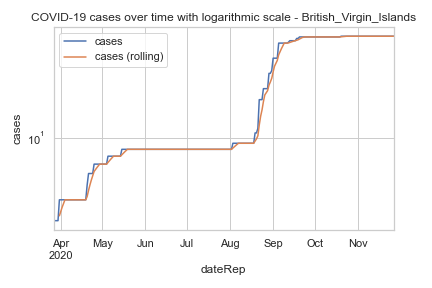 COVID-19 cases over time with logarithmic scale - British_Virgin_Islands
cases
cases (rolling)
cases
10¹
Apr May Jun Jul Aug Sep Oct Nov
2020
dateRep